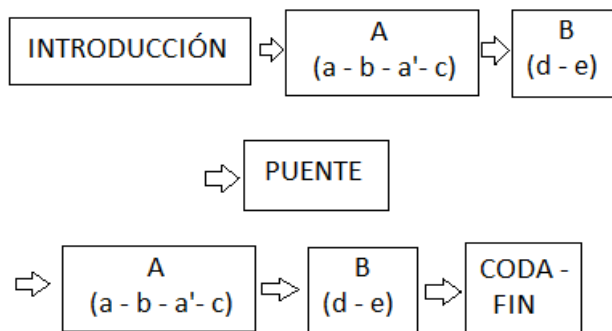 INTRODUCCIÓN
A
(a - b - a'- c)
B
(d - e)
PUENTE
A
(a - b - a'- c)
B
(d - e)
CODA -
FIN